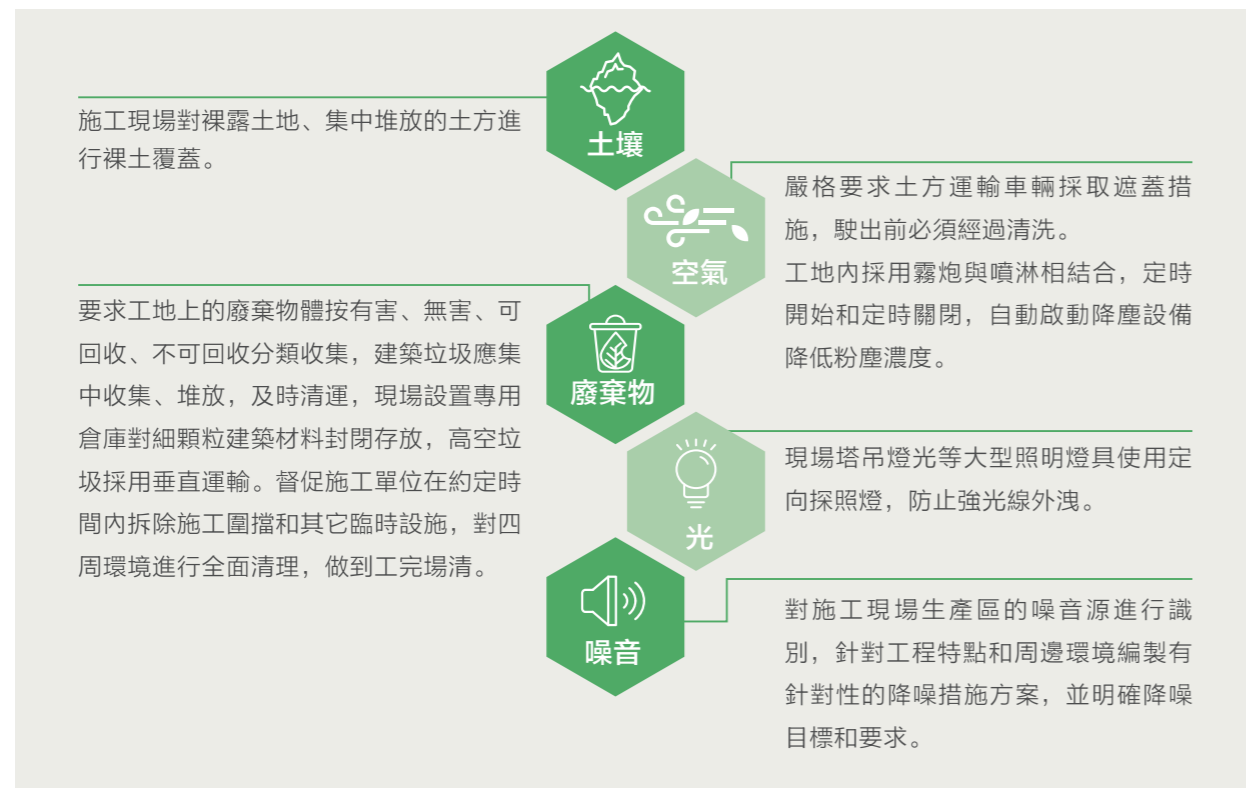 土壤
施工現場對裸露土地、集中堆放的土方進
行裸土覆蓋。
空氣
嚴格要求土方運輸車輛採取遮蓋措
施，駛出前必須經過清洗。
工地內採用霧炮與噴淋相結合，定時
開始和定時關閉，自動啟動降塵設備
降低粉塵濃度。
廢棄物
要求工地上的廢棄物體按有害、無害、可
回收、不可回收分類收集，建築垃圾應集
中收集、堆放，及時清運，現場設置專用
倉庫對細顆粒建築材料封閉存放，高空垃
圾採用垂直運輸。督促施工單位在約定時
間內拆除施工圍擋和其它臨時設施，對四
周環境進行全面清理，做到工完場清。
光
現場塔吊燈光等大型照明燈具使用定
向探照燈，防止強光線外洩。
噪音
對施工現場生產區的噪音源進行識
別，針對工程特點和周邊環境編製有
針對性的降噪措施方案，並明確降噪
目標和要求。